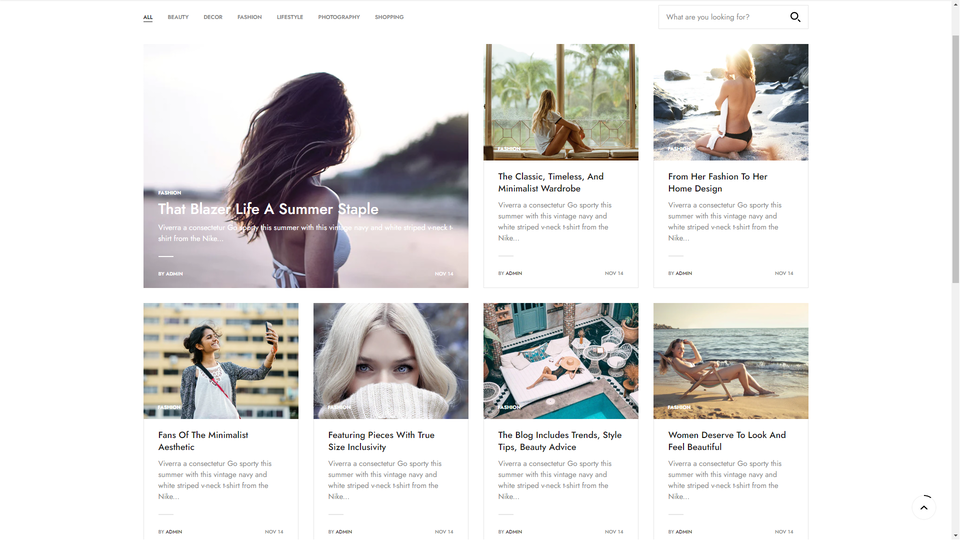 ALL BEAUTY DECOR FASHION LIFESTYLE PHOTOGRAPHY SHOPPING
What are you looking for?
FASHION
That Blazer Life A Summer Staple
Viverra a consectetur Go sporty this summer with this vintage navy and white striped v-neck t-
shirt from the Nike...
BY ADMIN NOV 14
FASHION
The Classic, Timeless, And
Minimalist Wardrobe
Viverra a consectetur Go sporty this
summer with this vintage navy and
white striped v-neck t-shirt from the
Nike...
BY ADMIN NOV 14
FASHION
From Her Fashion To Her
Home Design
Viverra a consectetur Go sporty this
summer with this vintage navy and
white striped v-neck t-shirt from the
Nike...
BY ADMIN NOV 14
FASHION
Fans Of The Minimalist
Aesthetic
Viverra a consectetur Go sporty this
summer with this vintage navy and
white striped v-neck t-shirt from the
Nike...
BY ADMIN NOV 14
FASHION
Featuring Pieces With True
Size Inclusivity
Viverra a consectetur Go sporty this
summer with this vintage navy and
white striped v-neck t-shirt from the
Nike...
BY ADMIN NOV 14
FASHION
The Blog Includes Trends, Style
Tips, Beauty Advice
Viverra a consectetur Go sporty this
summer with this vintage navy and
white striped v-neck t-shirt from the
Nike...
BY ADMIN NOV 14
FASHION
Women Deserve To Look And
Feel Beautiful
Viverra a consectetur Go sporty this
summer with this vintage navy and
white striped v-neck t-shirt from the
Nike...
BY ADMIN NOV 14